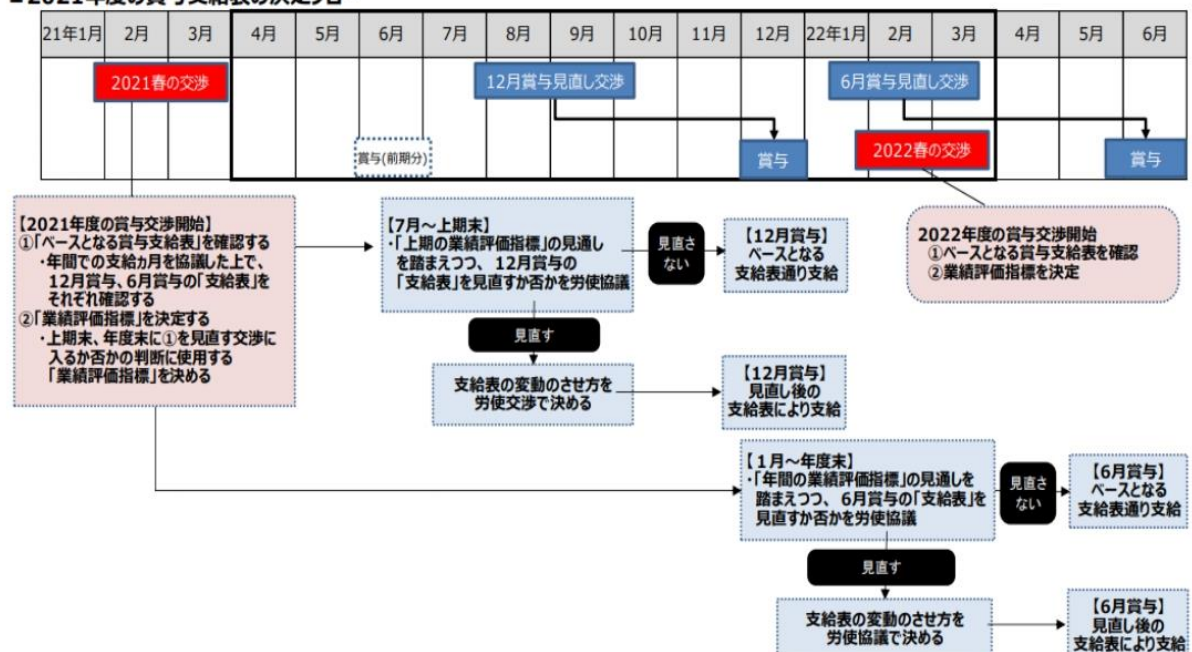 21年1月 2月 3月 4月 5月 6月 7月 8月 9月 10月 11月 12月 22年1月 2月 3月 4月 5月 6月
2021春の交渉
12月賞与見直し交渉
6月賞与見直し交渉
賞与(前期分)
賞与
2022春の交渉
賞与
【2021年度の賞与交渉開始】
①「ベースとなる賞与支給表」を確認する
・年間での支給カ月を協議した上で、
12月賞与、6月賞与の「支給表」を
それぞれ確認する
②「業績評価指標」を決定する
・上期末、年度末に①を見直す交渉に
入るか否かの判断に使用する
「業績評価指標」を決める
【7月～上期末】
・「上期の業績評価指標」の見通し
を踏まえつつ、12月賞与の
「支給表」を見直すか否かを労使協議
見直さ
ない
【12月賞与】
ベースとなる
支給表通り支給
2022年度の賞与交渉開始
①ベースとなる賞与支給表を確認
②業績評価指標を決定
見直す
支給表の変動のさせ方を
労使交渉で決める
【12月賞与】
見直し後の
支給表により支給
【1月～年度末】
・「年間の業績評価指標」の見通しを
踏まえつつ、6月賞与の「支給表」を
見直すか否かを労使協議
見直さ
ない
【6月賞与】
ベースとなる
支給表通り支給
見直す
支給表の変動のさせ方を
労使協議で決める
【6月賞与】
見直し後の
支給表により支給